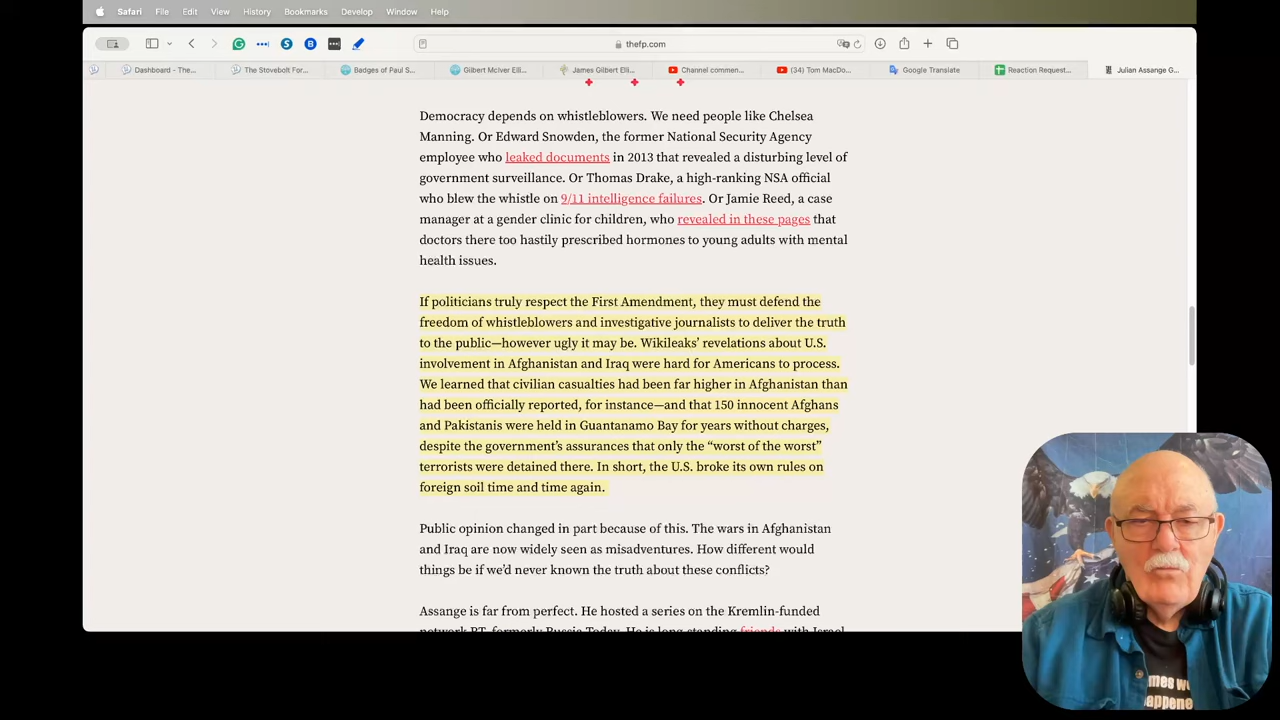 Safari File Edit View History Bookmarks Develop Window Help
thefp.com
Dashboard - The... The Stovebolt For... Badges of Paul S... Gilbert McIver Elli... James Gilbert Elli... Channel commen... (34) Tom MacDo... Google Translate Reaction Request... Julian Assange G...
Democracy depends on whistleblowers. We need people like Chelsea
Manning. Or Edward Snowden, the former National Security Agency
employee who leaked documents in 2013 that revealed a disturbing level of
government surveillance. Or Thomas Drake, a high-ranking NSA official
who blew the whistle on 9/11 intelligence failures. Or Jamie Reed, a case
manager at a gender clinic for children, who revealed in these pages that
doctors there too hastily prescribed hormones to young adults with mental
health issues.
If politicians truly respect the First Amendment, they must defend the
freedom of whistleblowers and investigative journalists to deliver the truth
to the public—however ugly it may be. Wikileaks’ revelations about U.S.
involvement in Afghanistan and Iraq were hard for Americans to process.
We learned that civilian casualties had been far higher in Afghanistan than
had been officially reported, for instance—and that 150 innocent Afghans
and Pakistanis were held in Guantanamo Bay for years without charges,
despite the government’s assurances that only the “worst of the worst”
terrorists were detained there. In short, the U.S. broke its own rules on
foreign soil time and time again.
Public opinion changed in part because of this. The wars in Afghanistan
and Iraq are now widely seen as misadventures. How different would
things be if we’d never known the truth about these conflicts?
Assange is far from perfect. He hosted a series on the Kremlin-funded
network RT, formerly Russia Today. He is long-standing friends with Israel